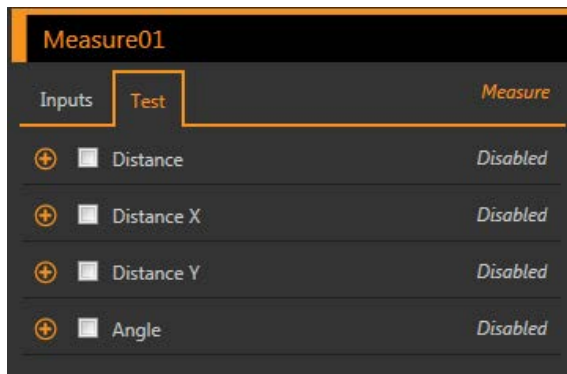 Measure01
Inputs Test Measure
Distance Disabled
Distance X Disabled
Distance Y Disabled
Angle Disabled